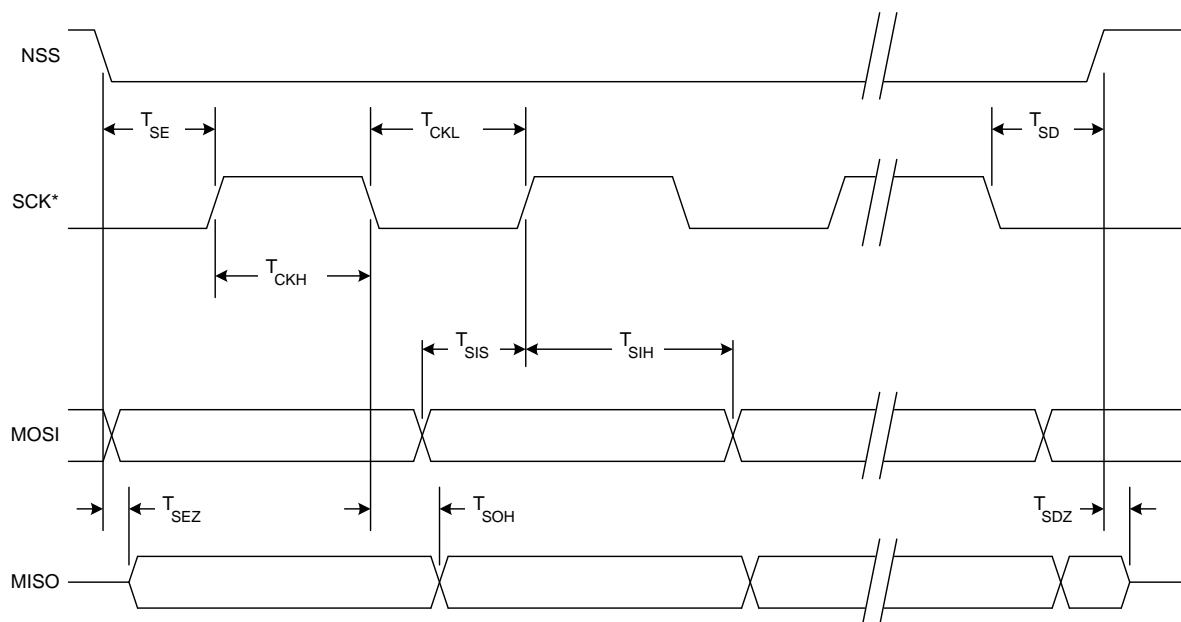 NSS
T_SE
T_CKL
T_SD
SCK*
T_CKH
T_SIS
T_SIH
MOSI
T_SEZ
T_SOH
T_SDZ
MISO